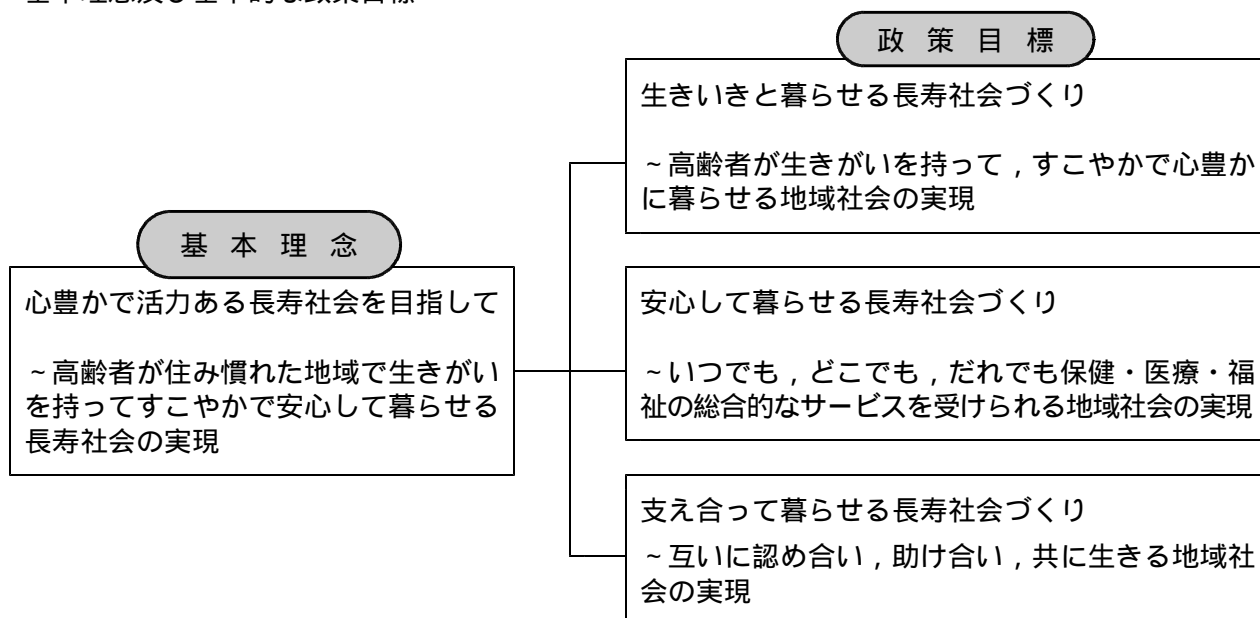 基本理念
心豊かで活力ある長寿社会を目指して
~高齢者が住み慣れた地域で生きがい
を持ってすこやかで安心して暮らせる
長寿社会の実現
政策目標
生きいきと暮らせる長寿社会づくり
~高齢者が生きがいを持って,すこやかで心豊か
に暮らせる地域社会の実現
安心して暮らせる長寿社会づくり
~いつでも,どこでも,だれでも保健・医療・福
祉の総合的なサービスを受けられる地域社会の実現
支え合って暮らせる長寿社会づくり
~互いに認め合い,助け合い,共に生きる地域社
会の実現